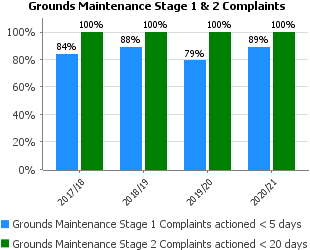 Grounds Maintenance Stage 1 & 2 Complaints
100% 100% 100% 100%
84% 88% 79% 89%
100%
80%
60%
40%
20%
0%
2017/18 2018/19 2019/20 2020/21
Grounds Maintenance Stage 1 Complaints actioned < 5 days
Grounds Maintenance Stage 2 Complaints actioned < 20 days